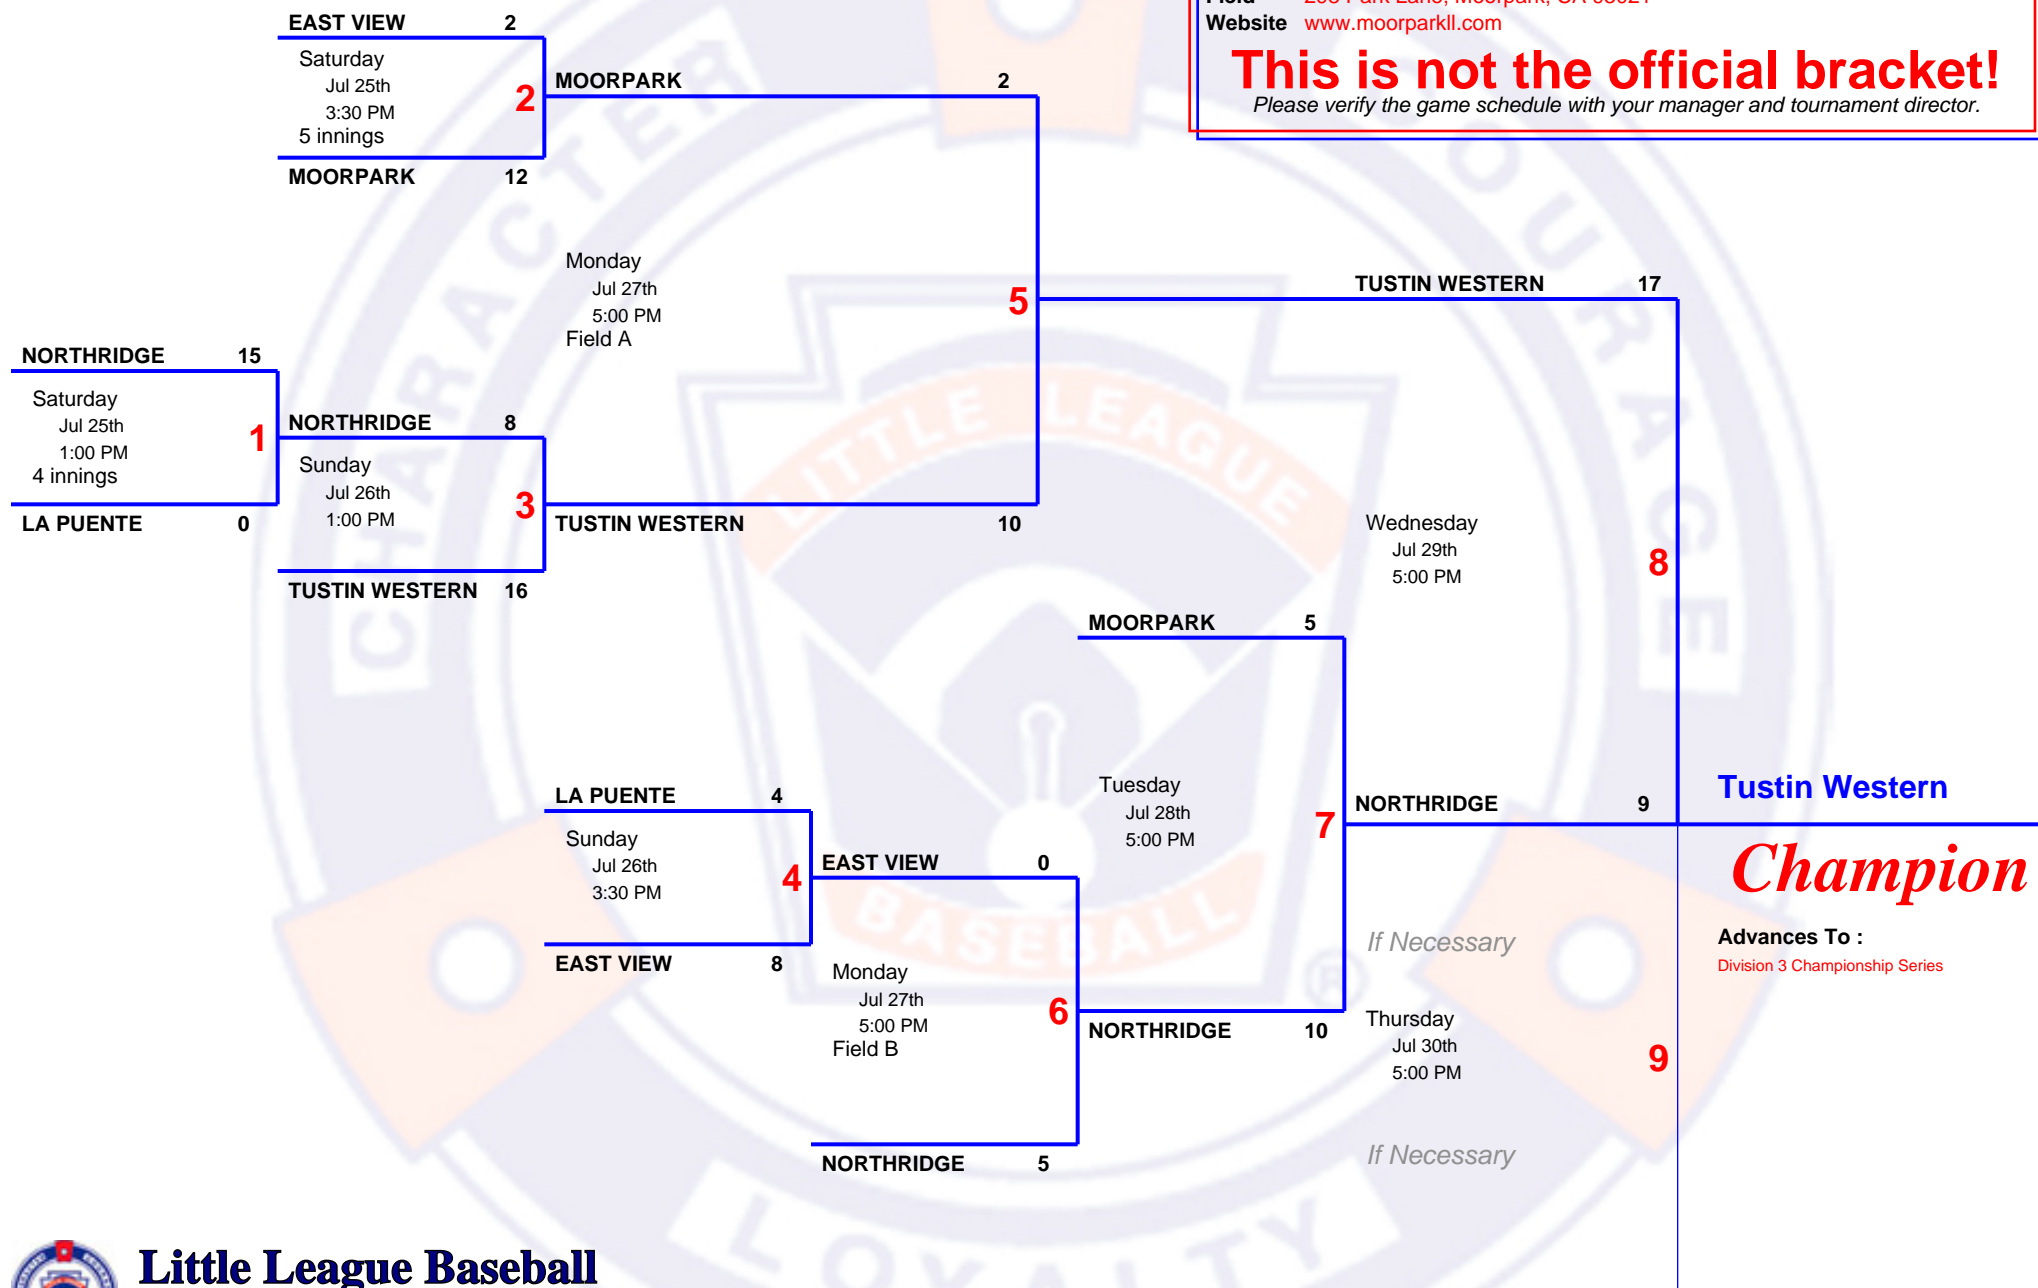 Website www.moorparkll.com
This is not the official bracket!
Please verify the game schedule with your manager and tournament director.
EAST VIEW 2
Saturday
Jul 25th
3:30 PM
5 innings
2
MOORPARK 12
MOORPARK 2
Monday
Jul 27th
5:00 PM
Field A
5
TUSTIN WESTERN 17
NORTHRIDGE 15
Saturday
Jul 25th
1:00 PM
4 innings
1
LA PUENTE 0
NORTHRIDGE 8
Sunday
Jul 26th
1:00 PM
3
TUSTIN WESTERN 16
TUSTIN WESTERN 10
Wednesday
Jul 29th
5:00 PM
8
MOORPARK 5
Tuesday
Jul 28th
5:00 PM
7
NORTHRIDGE 9
LA PUENTE 4
Sunday
Jul 26th
3:30 PM
4
EAST VIEW 8
EAST VIEW 0
Monday
Jul 27th
5:00 PM
Field B
6
NORTHRIDGE 5
NORTHRIDGE 10
If Necessary
Thursday
Jul 30th
5:00 PM
9
If Necessary
Tustin Western
Champion
Advances To :
Division 3 Championship Series
CHARACTER
COURAGE
LOYALTY
LITTLE LEAGUE
BASEBALL
®
Little League Baseball